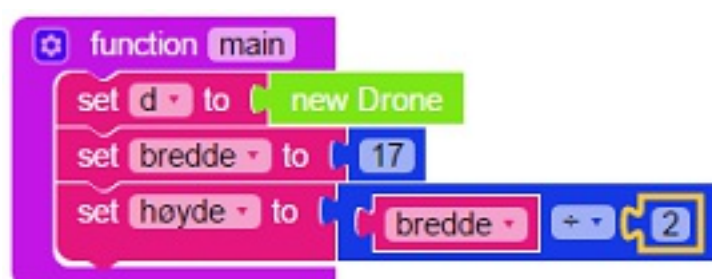 function main
set d to new Drone
set bredde to 17
set høyde to bredde ÷ 2